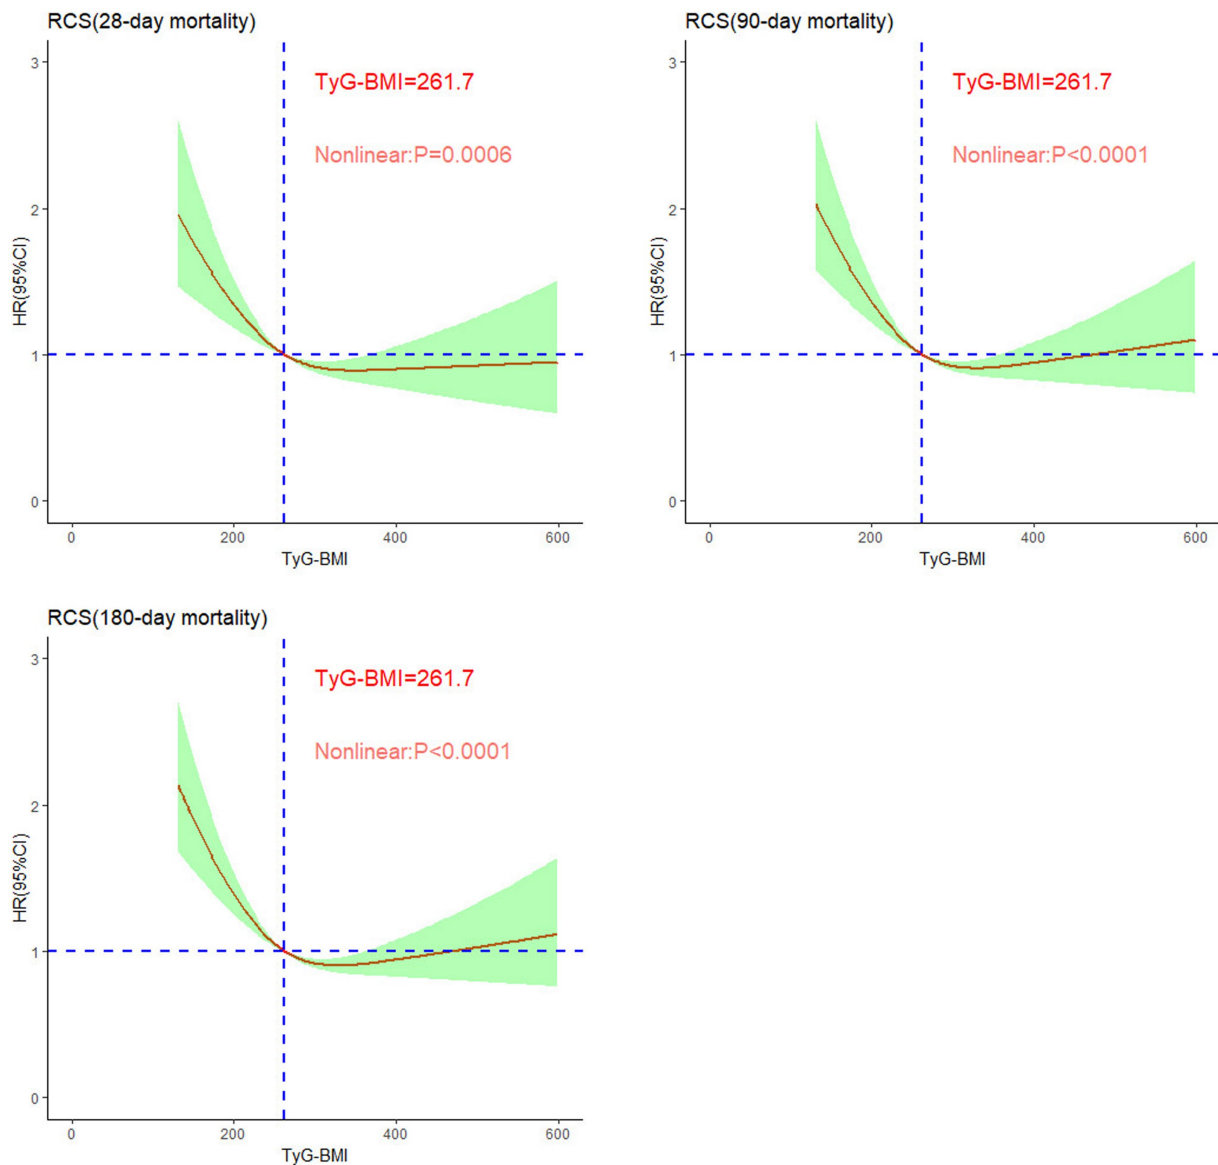 RCS(28-day mortality)
3
2
1
0
HR(95%CI)
TyG-BMI=261.7
Nonlinear:P=0.0006
0 200 400 600
TyG-BMI
RCS(90-day mortality)
3
2
1
0
HR(95%CI)
TyG-BMI=261.7
Nonlinear:P<0.0001
0 200 400 600
TyG-BMI
RCS(180-day mortality)
3
2
1
0
HR(95%CI)
TyG-BMI=261.7
Nonlinear:P<0.0001
0 200 400 600
TyG-BMI